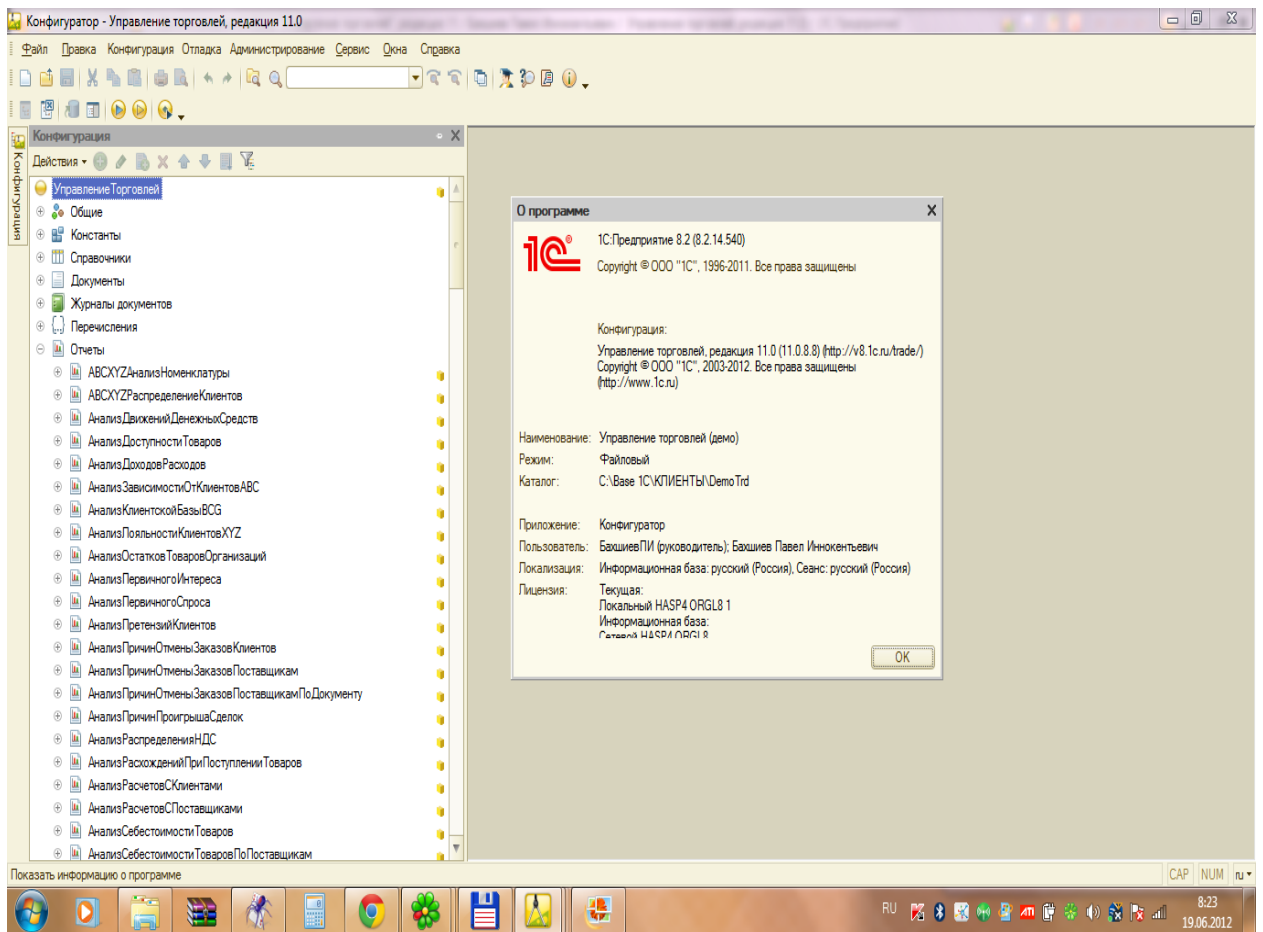 Конфигуратор - Управление торговлей, редакция 11.0
Файл Правка Конфигурация Отладка Администрирование Сервис Окна Справка
Конфигурация
Конфигурация
Действия
УправлениеТорговлей
Общие
Константы
Справочники
Документы
Журналы документов
Перечисления
Отчеты
ABCXYZАнализНоменклатуры
ABCXYZРаспределениеКлиентов
АнализДвиженийДенежныхСредств
АнализДоступностиТоваров
АнализДоходовРасходов
АнализЗависимостиОтКлиентовABC
АнализКлиентскойБазыBCG
АнализЛояльностиКлиентовXYZ
АнализОстатковТоваровОрганизаций
АнализПервичногоИнтереса
АнализПервичногоСпроса
АнализПретензийКлиентов
АнализПричинОтменыЗаказовКлиентов
АнализПричинОтменыЗаказовПоставщикам
АнализПричинОтменыЗаказовПоставщикамПоДокументу
АнализПричинПроигрышаСделок
АнализРаспределенияНДС
АнализРасхожденийПриПоступленииТоваров
АнализРасчетовСКлиентами
АнализРасчетовСПоставщиками
АнализСебестоимостиТоваров
АнализСебестоимостиТоваровПоПоставщикам
О программе
1С:Предприятие 8.2 (8.2.14.540)
Copyright © ООО "1С", 1996-2011. Все права защищены
Конфигурация:
Управление торговлей, редакция 11.0 (11.0.8.8) (http://v8.1c.ru/trade/)
Copyright © ООО "1С", 2003-2012. Все права защищены
(http://www.1c.ru)
Наименование: Управление торговлей (демо)
Режим: Файловый
Каталог: C:\Base 1C\КЛИЕНТЫ\DemoTrd
Приложение: Конфигуратор
Пользователь: БахшиевПИ (руководитель); Бахшиев Павел Иннокентьевич
Локализация: Информационная база: русский (Россия), Сеанс: русский (Россия)
Лицензия: Текущая:
Локальный HASP4 ORGL8 1
Информационная база:
Сетевой HASP4 ORGL8
OK
Показать информацию о программе
CAP NUM ru
RU
8:23
19.06.2012